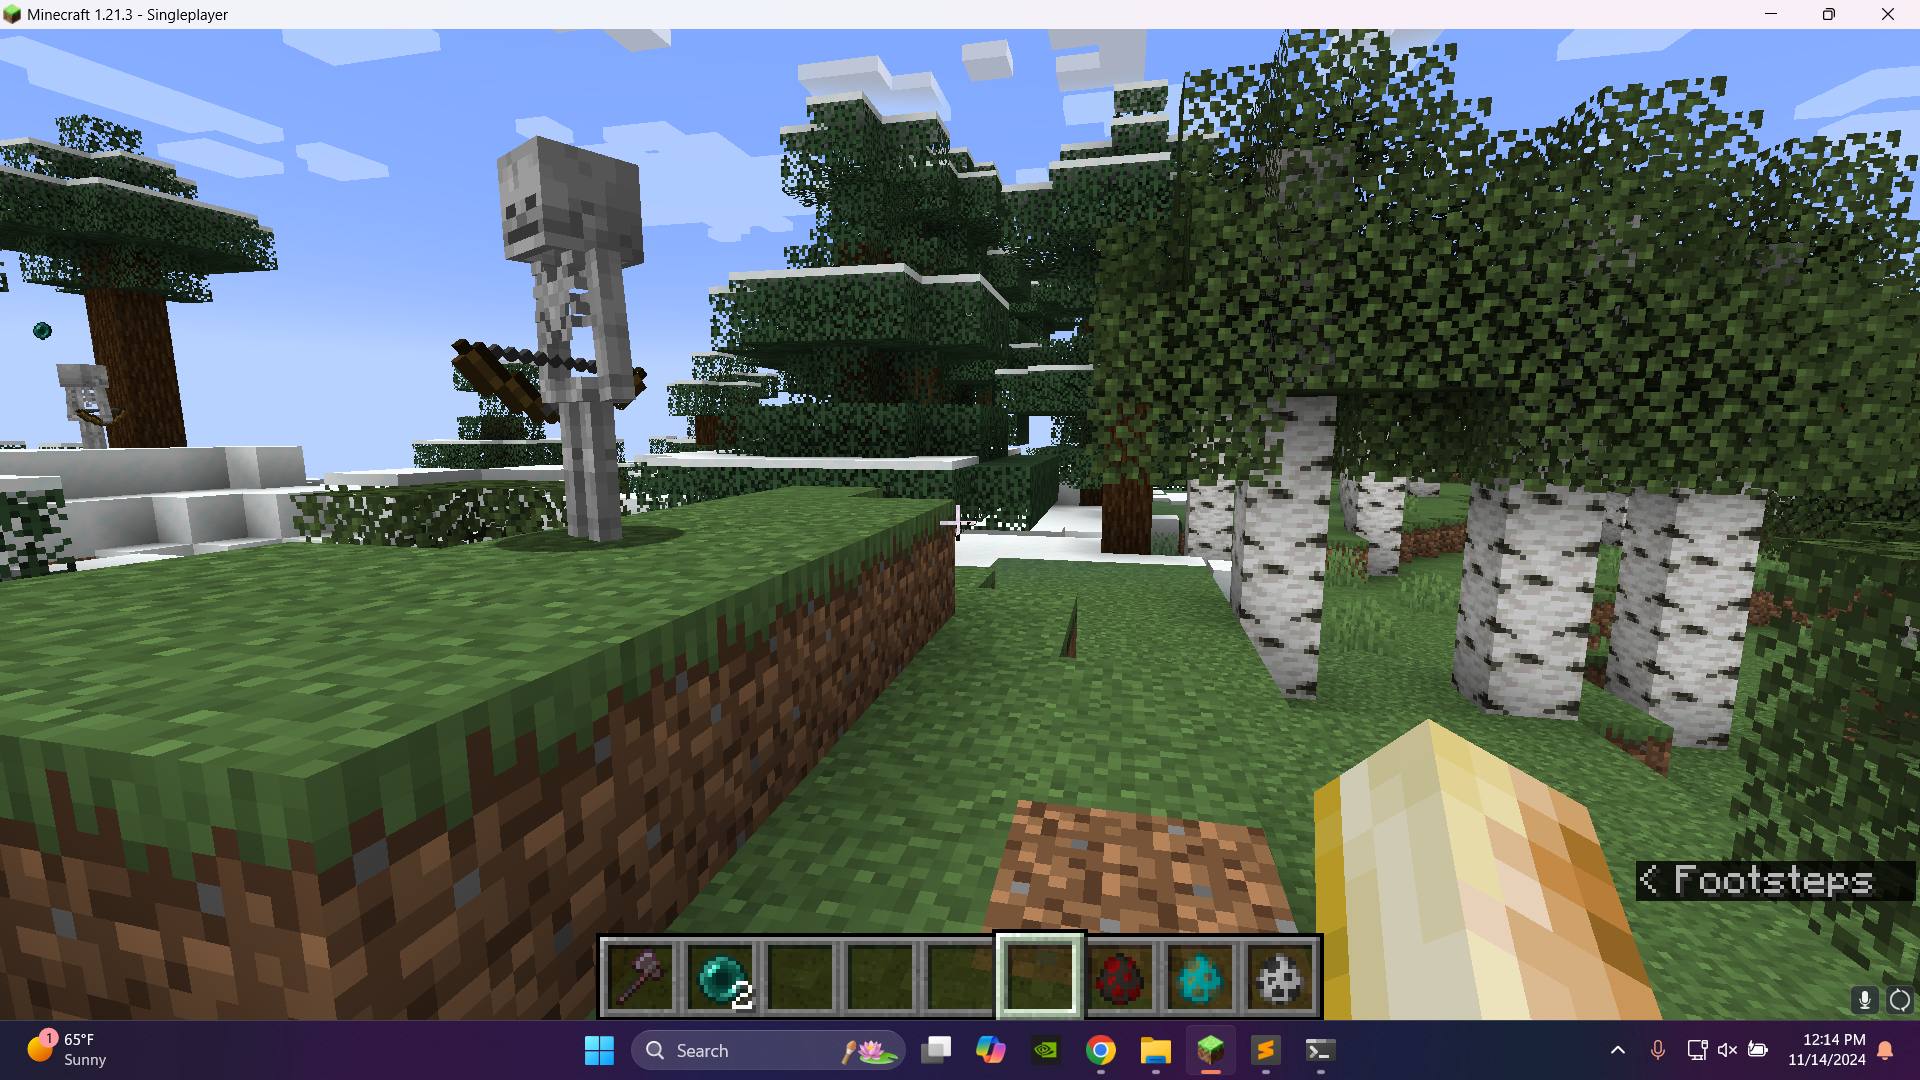 Minecraft 1.21.3 - Singleplayer
< Footsteps
2
1
65°F
Sunny
Search
12:14 PM
11/14/2024